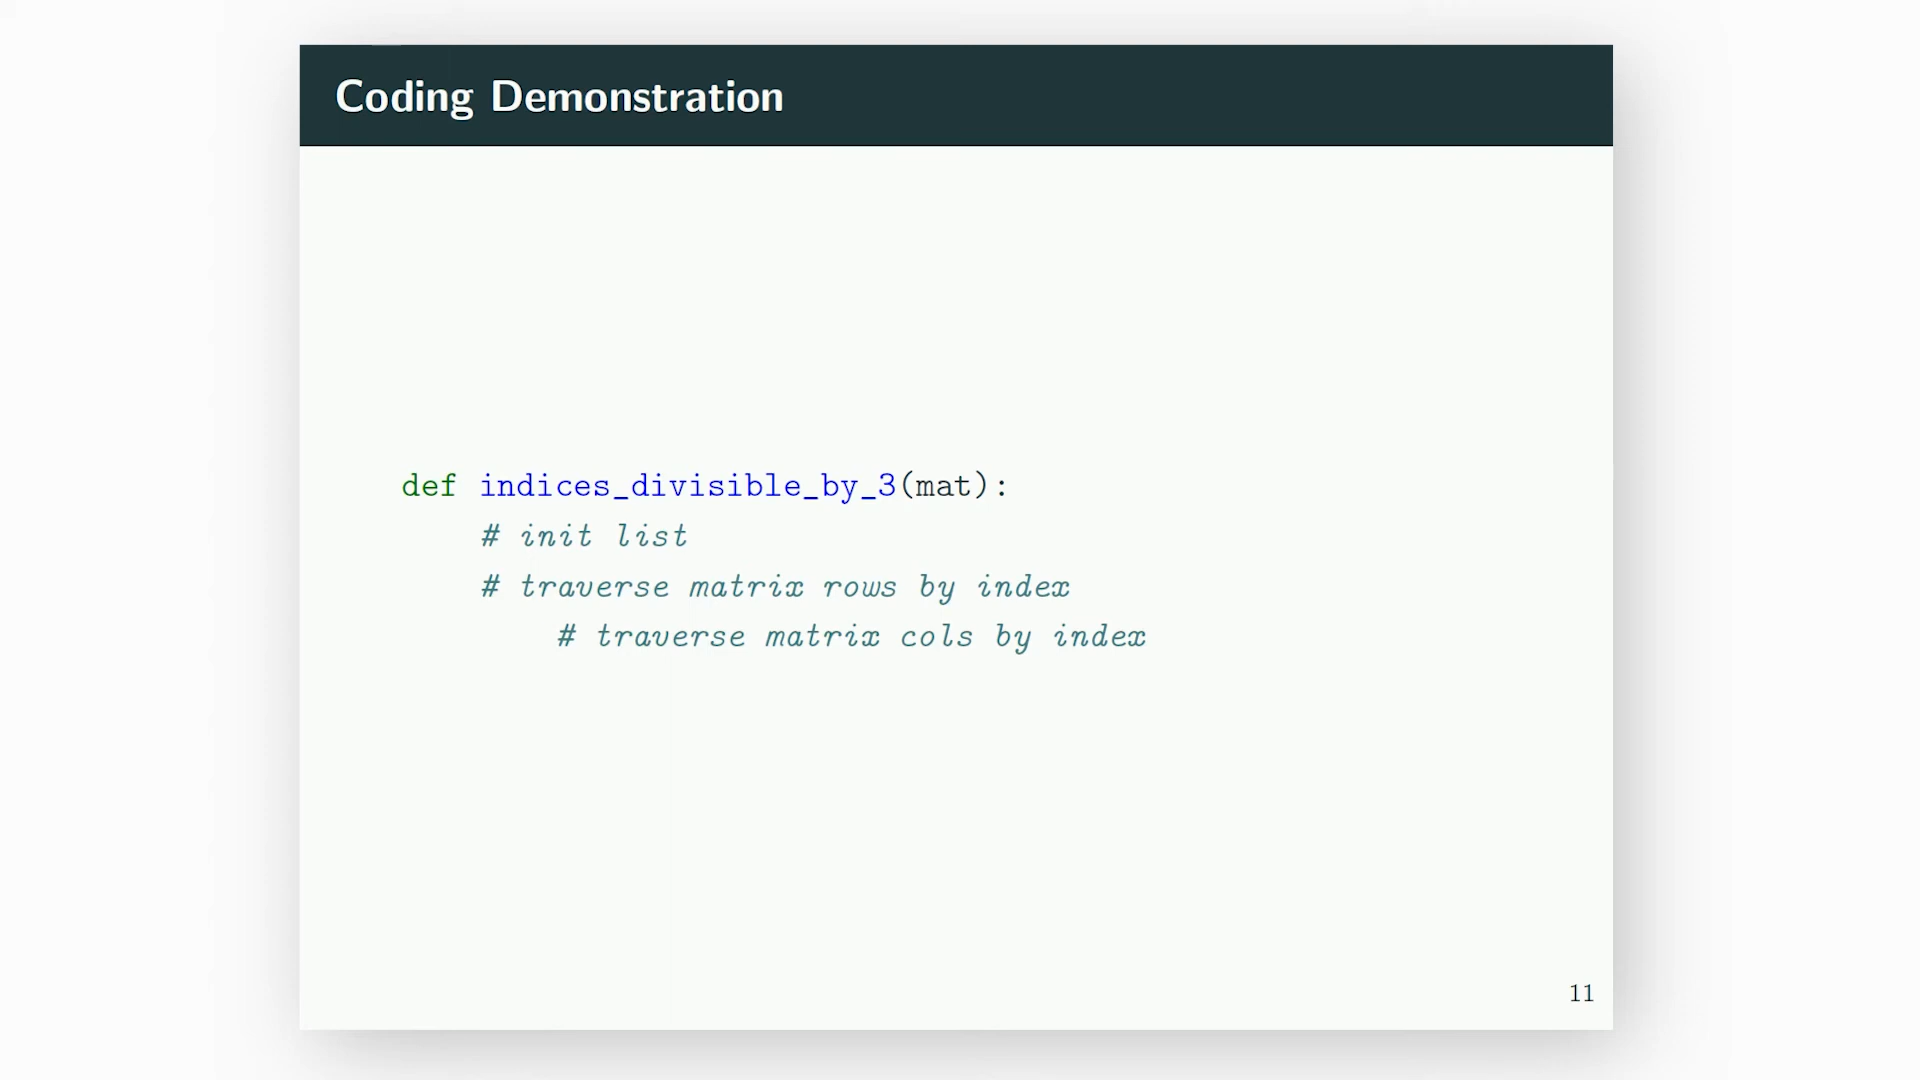 Coding Demonstration
def indices_divisible_by_3(mat):
# init list
# traverse matrix rows by index
# traverse matrix cols by index
11